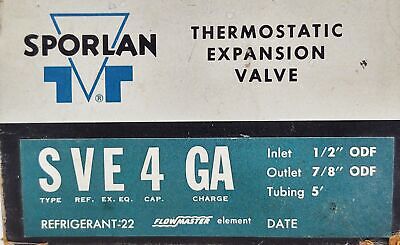 SPORLAN
®
THERMOSTATIC
EXPANSION
VALVE
S V E 4 GA
TYPE REF. EX. EQ. CAP. CHARGE
Inlet 1/2" ODF
Outlet 7/8" ODF
Tubing 5'
REFRIGERANT-22 FLOWMASTER element DATE